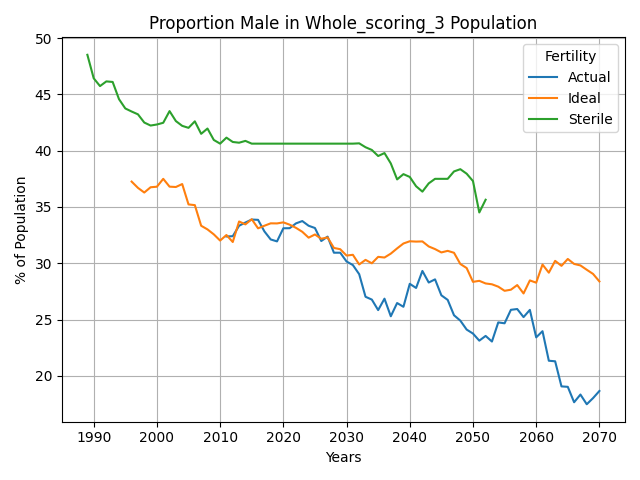 Proportion Male in Whole_scoring_3 Population
Fertility
Actual
Ideal
Sterile
% of Population
50
45
40
35
30
25
20
1990 2000 2010 2020 2030 2040 2050 2060 2070
Years